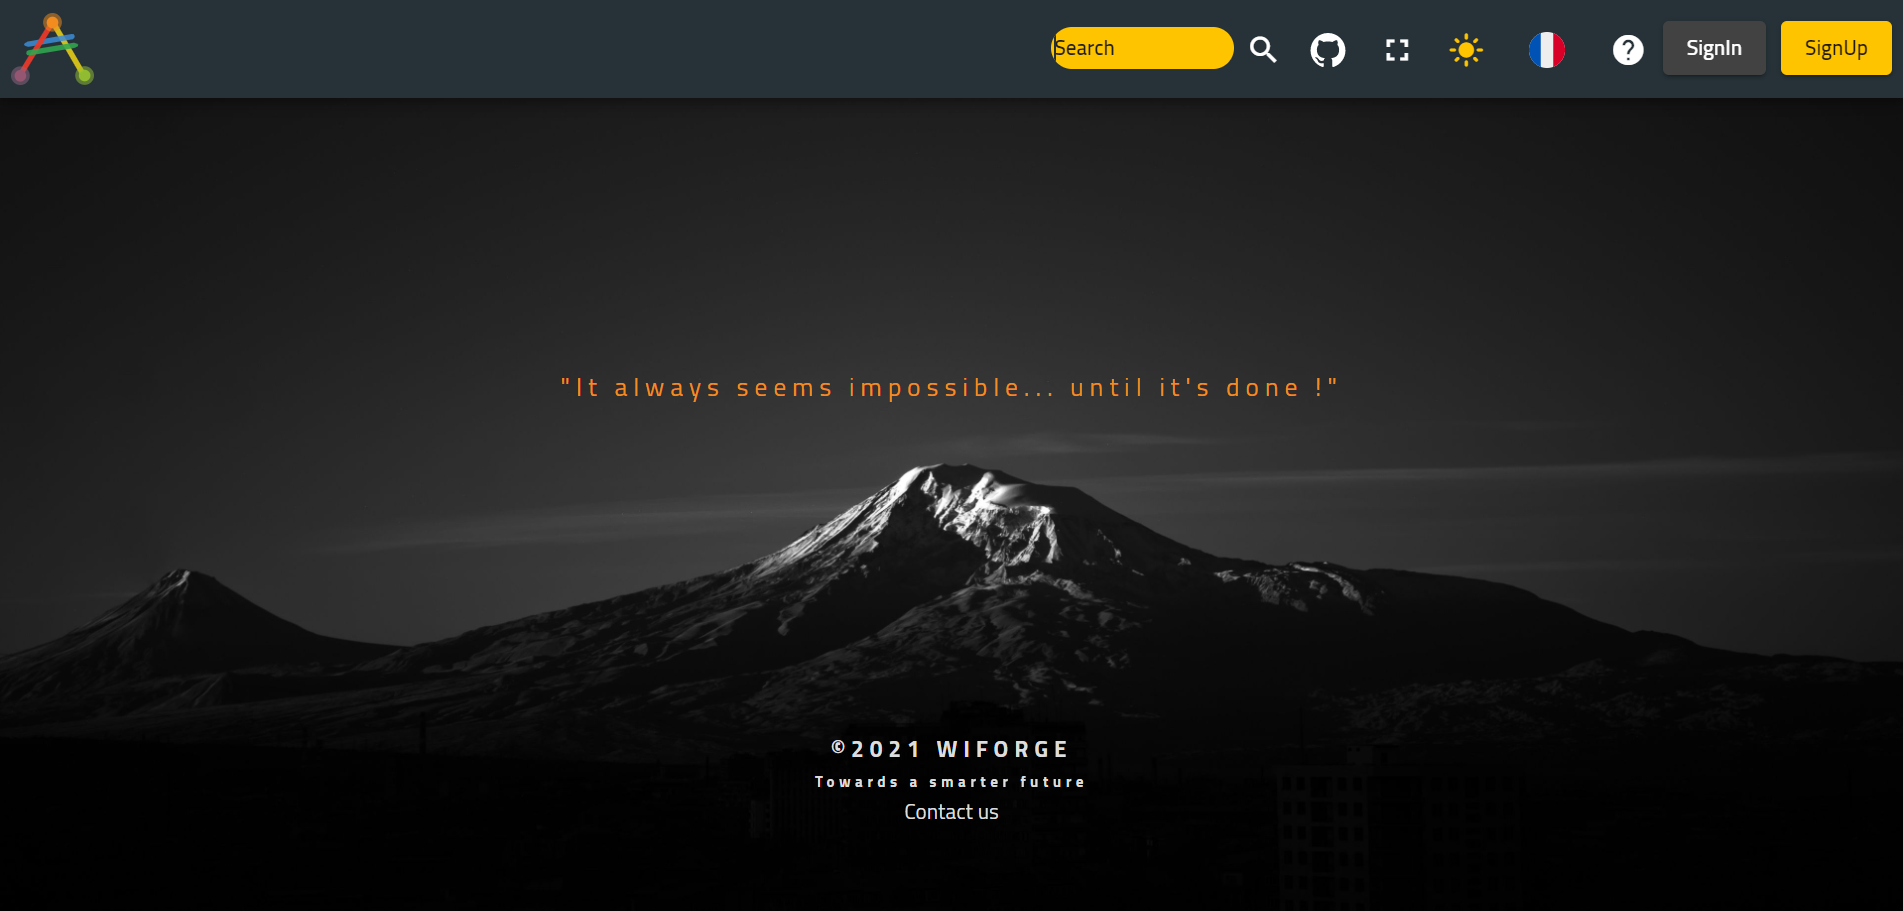 Search
SignIn
SignUp
"It always seems impossible... until it's done !"
©2021 WIFORGE
Towards a smarter future
Contact us